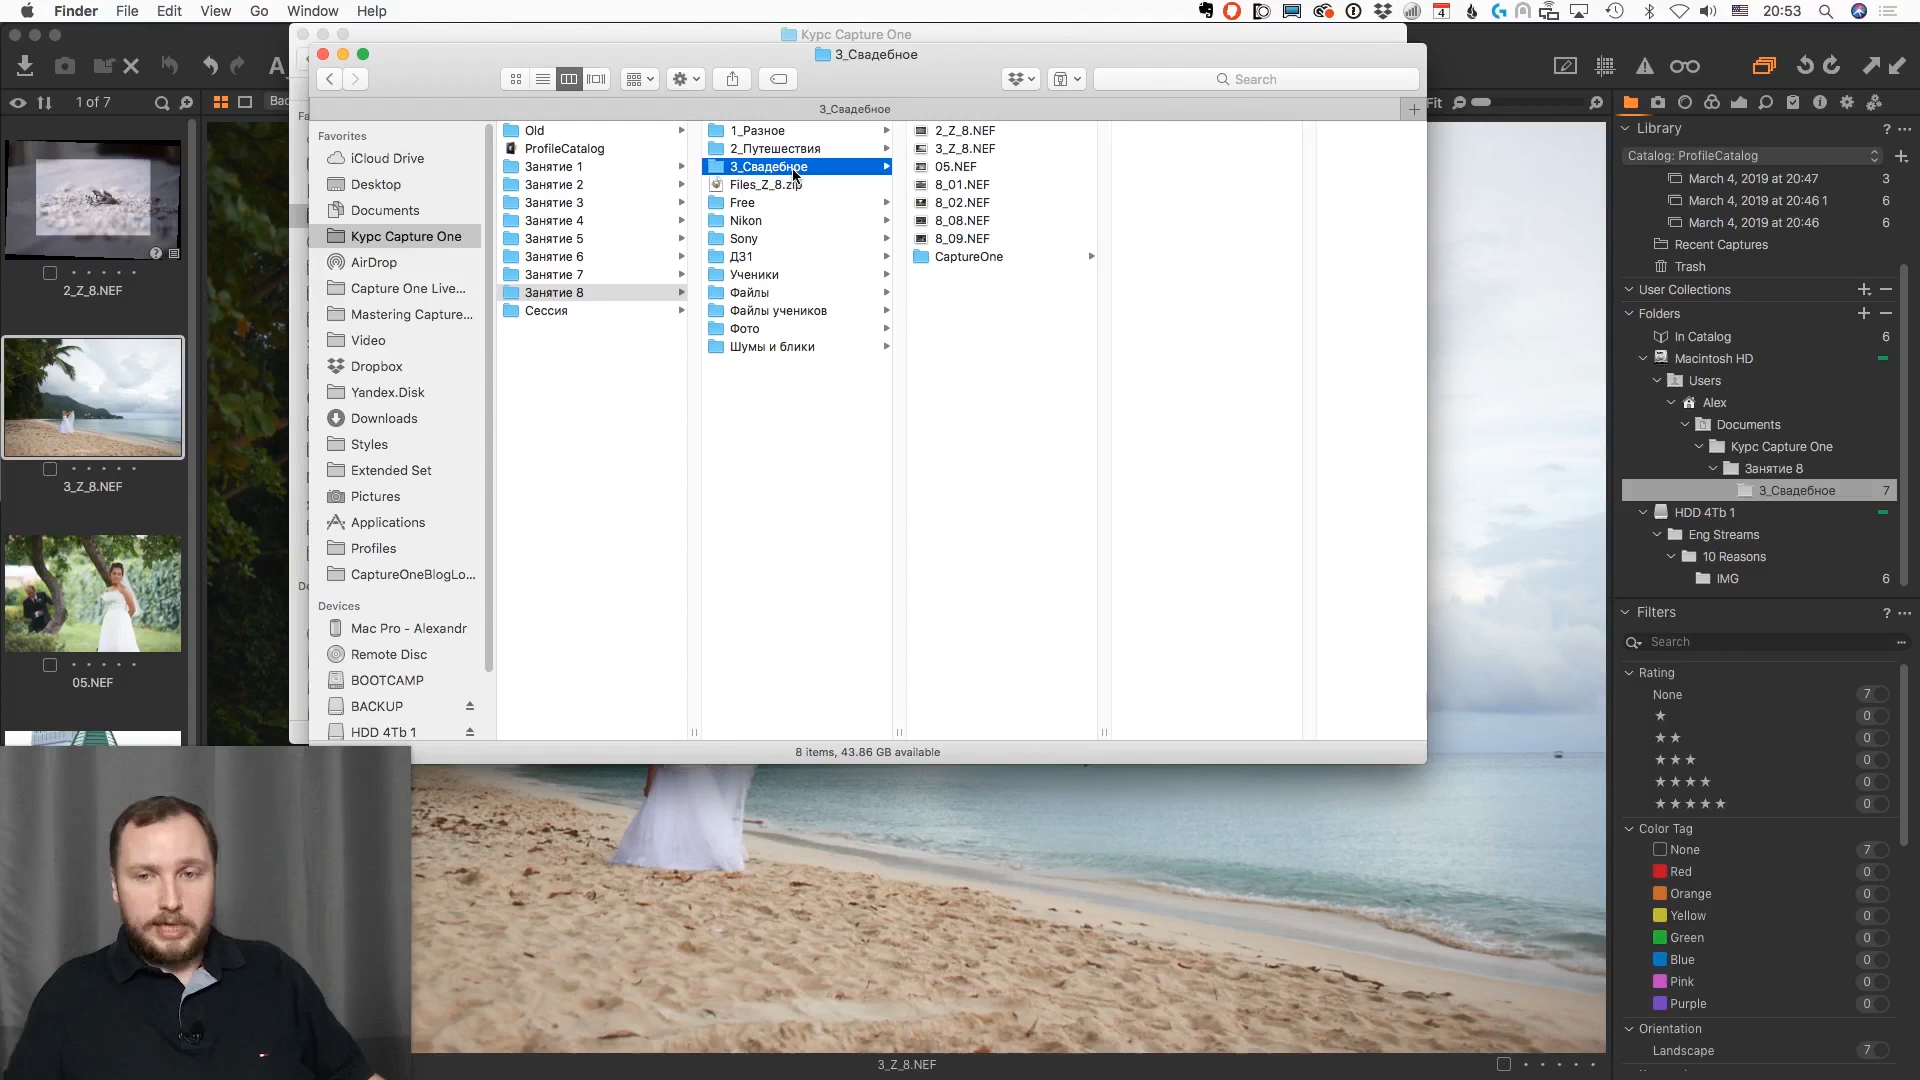 Finder File Edit View Go Window Help
20:53
Курс Capture One
3_Свадебное
Search
3_Свадебное
1 of 7
Fit
2_Z_8.NEF
3_Z_8.NEF
05.NEF
Favorites
iCloud Drive
Desktop
Documents
Курс Capture One
AirDrop
Capture One Live...
Mastering Capture...
Video
Dropbox
Yandex.Disk
Downloads
Styles
Extended Set
Pictures
Applications
Profiles
CaptureOneBlogLo...
Devices
Mac Pro - Alexandr
Remote Disc
BOOTCAMP
BACKUP
HDD 4Tb 1
Old
ProfileCatalog
Занятие 1
Занятие 2
Занятие 3
Занятие 4
Занятие 5
Занятие 6
Занятие 7
Занятие 8
Сессия
1_Разное
2_Путешествия
3_Свадебное
Files_Z_8.zip
Free
Nikon
Sony
ДЗ1
Ученики
Файлы
Файлы учеников
Фото
Шумы и блики
2_Z_8.NEF
3_Z_8.NEF
05.NEF
8_01.NEF
8_02.NEF
8_08.NEF
8_09.NEF
CaptureOne
8 items, 43.86 GB available
3_Z_8.NEF
Library
Catalog: ProfileCatalog
March 4, 2019 at 20:47 3
March 4, 2019 at 20:46 1 6
March 4, 2019 at 20:46 6
Recent Captures
Trash
User Collections
Folders
In Catalog 6
Macintosh HD
Users
Alex
Documents
Курс Capture One
Занятие 8
3_Свадебное 7
HDD 4Tb 1
Eng Streams
10 Reasons
IMG 6
Filters
Search
Rating
None 7
0
0
0
0
0
Color Tag
None 7
Red 0
Orange 0
Yellow 0
Green 0
Blue 0
Pink 0
Purple 0
Orientation
Landscape 7